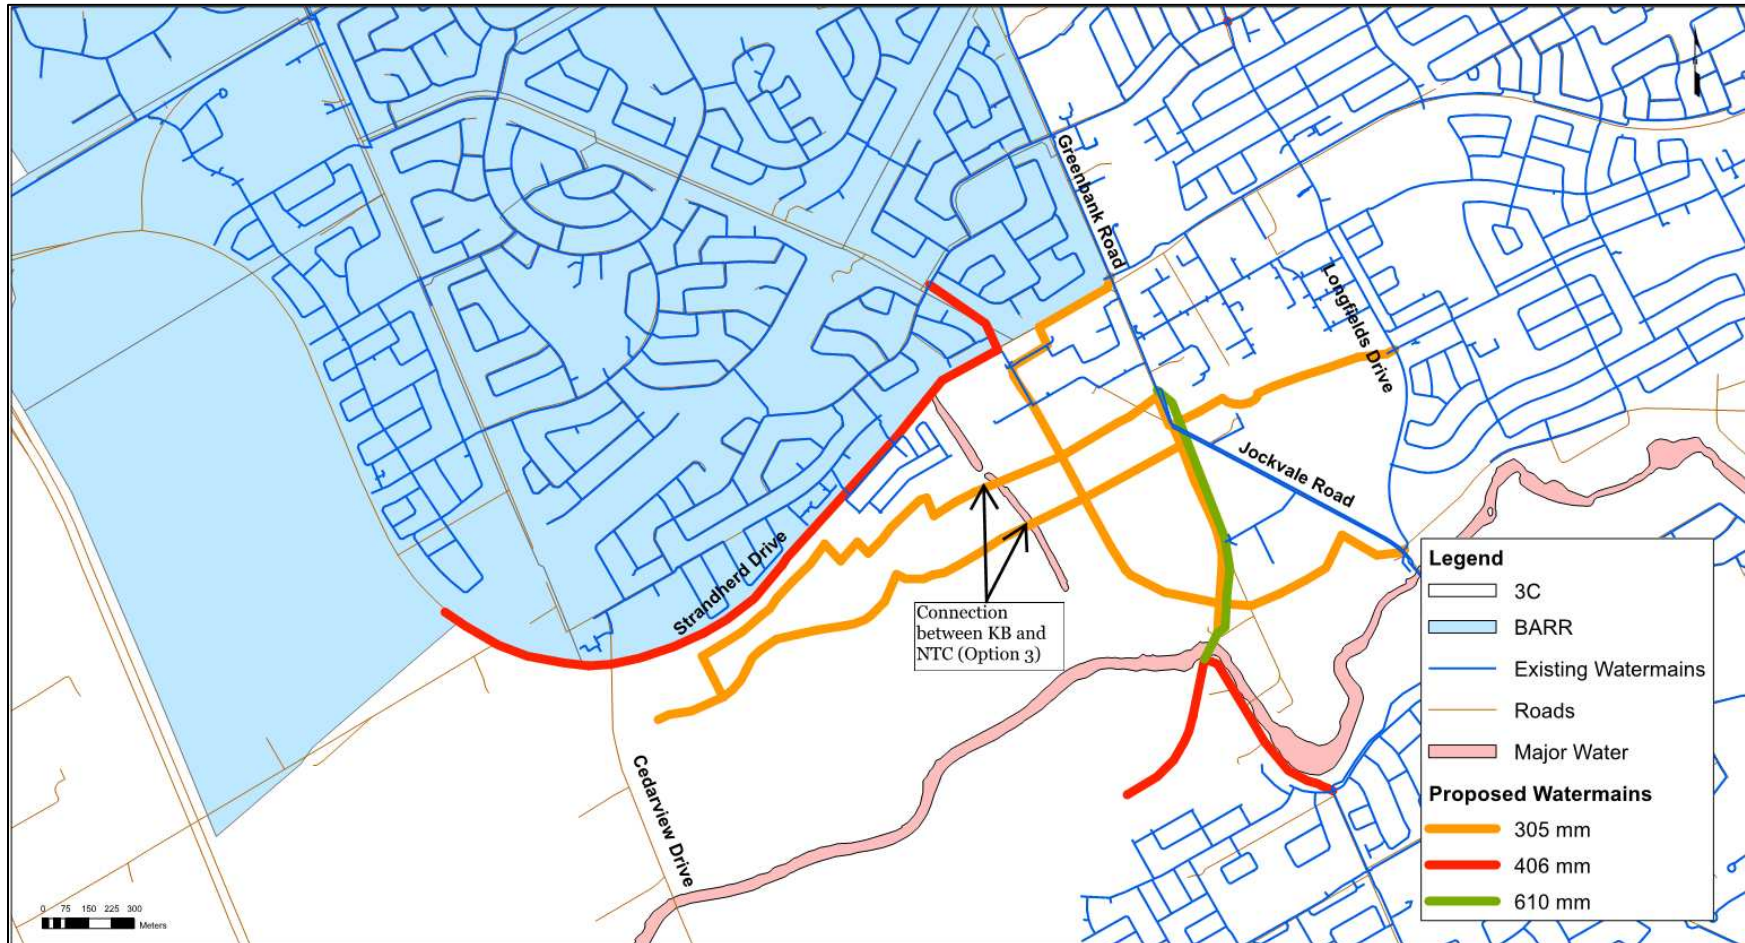 Greenbank Road
Longfields Drive
Jockvale Road
Strandherd Drive
Connection
between KB and
NTC (Option 3)
Cedarview Drive
Legend
3C
BARR
Existing Watermains
Roads
Major Water
Proposed Watermains
305 mm
406 mm
610 mm
0 75 150 225 300
Meters